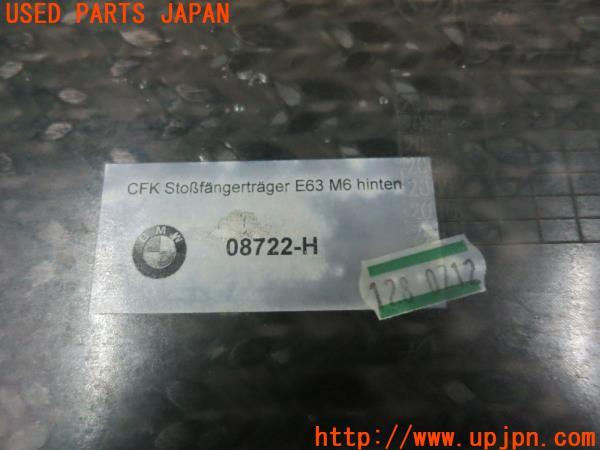 USED PARTS JAPAN
CFK Stoßfängerträger E63 M6 hinten
BMW
08722-H
128 0712
http://www.upjpn.com/